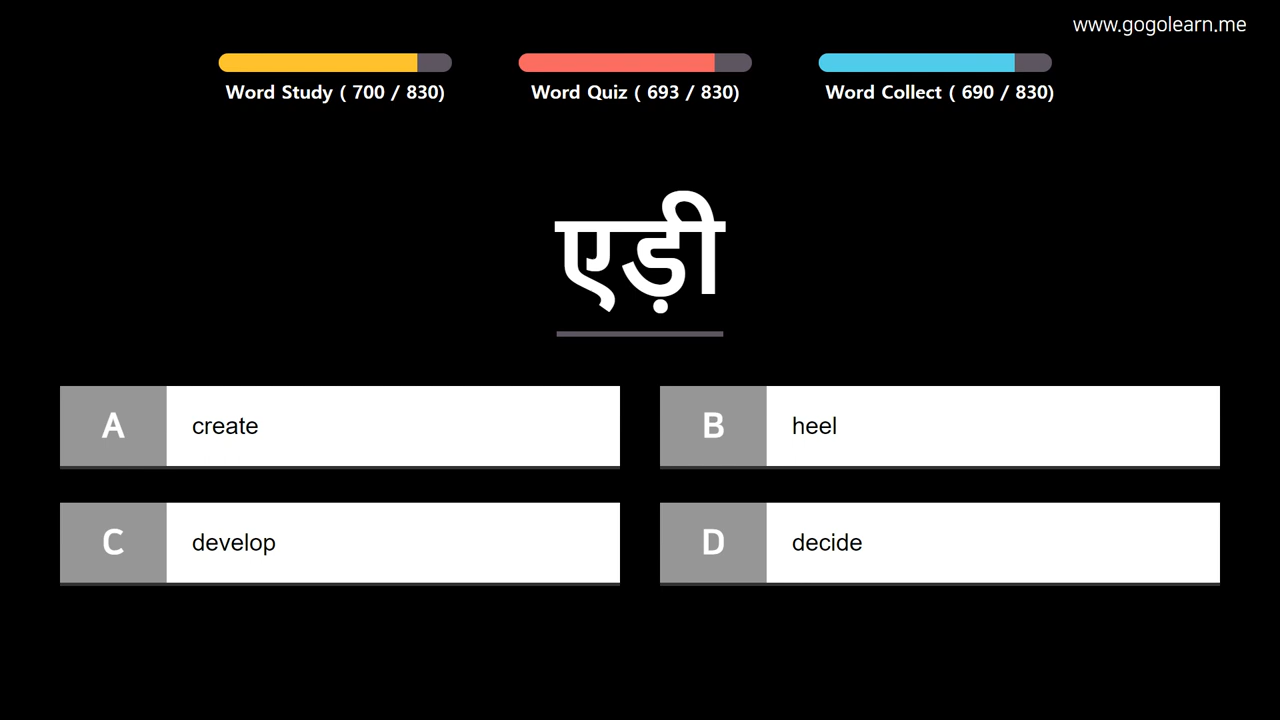 www.gogolearn.me
Word Study ( 700 / 830)
Word Quiz ( 693 / 830)
Word Collect ( 690 / 830)
एड़ी
A create
B heel
C develop
D decide